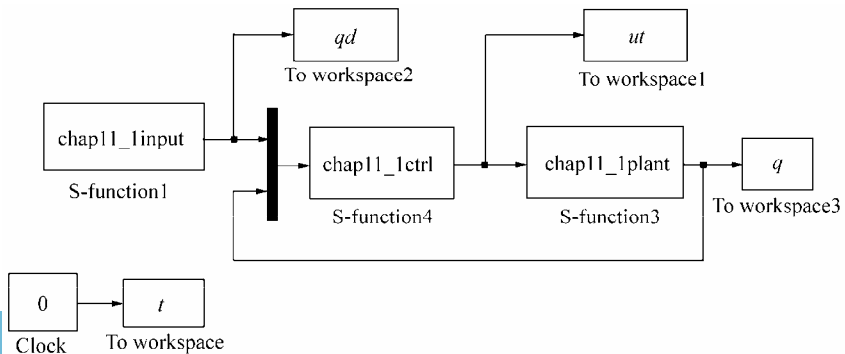 qd
To workspace2
ut
To workspace1
chap11_1input
S-function1
chap11_1ctrl
S-function4
chap11_1plant
S-function3
q
To workspace3
0
Clock
t
To workspace